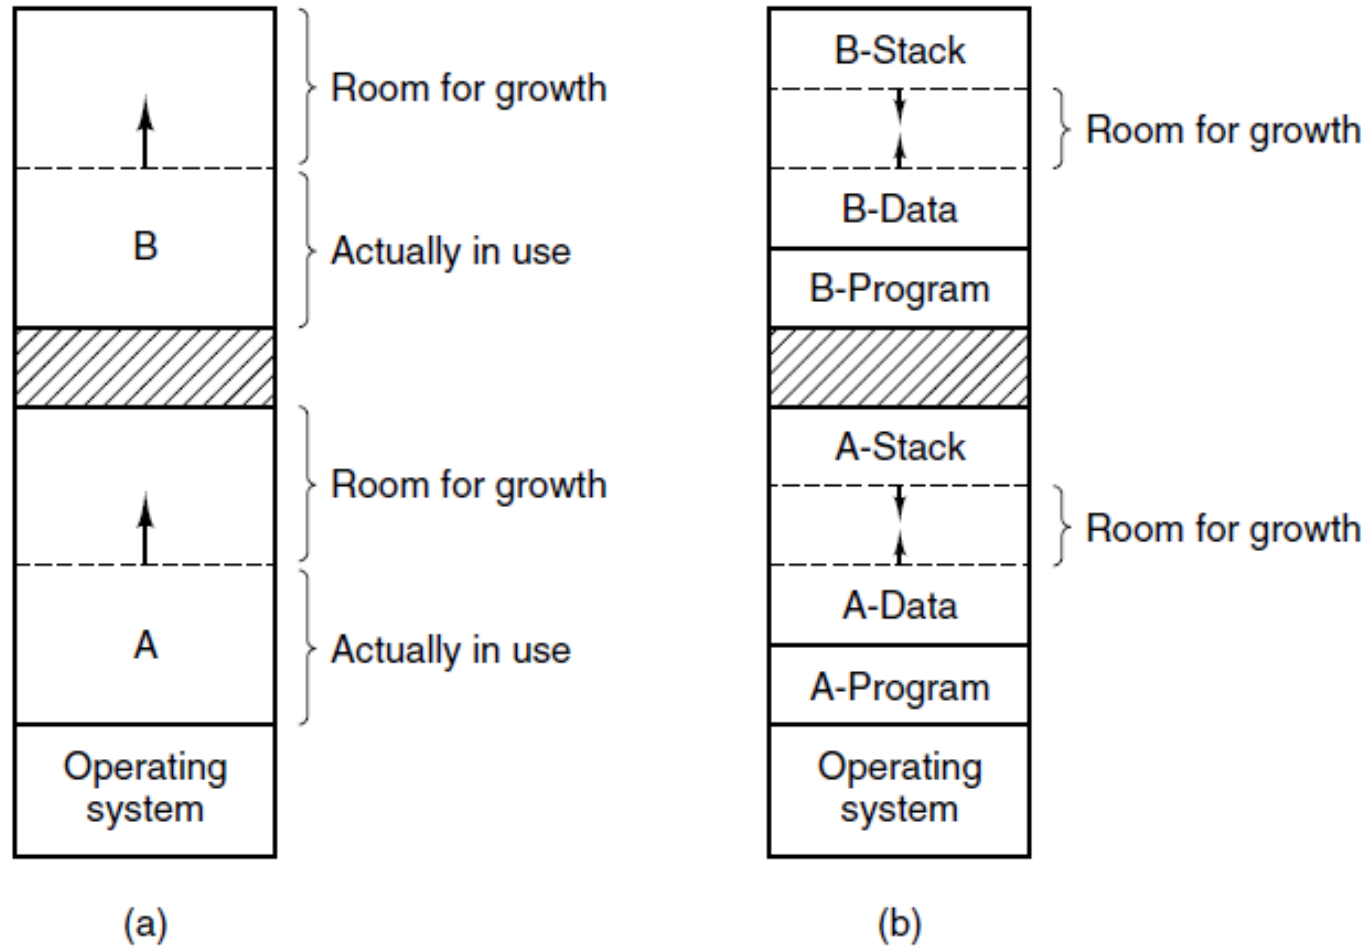 Room for growth
B
Actually in use
Room for growth
A
Actually in use
Operating
system
(a)
B-Stack
Room for growth
B-Data
B-Program
A-Stack
Room for growth
A-Data
A-Program
Operating
system
(b)